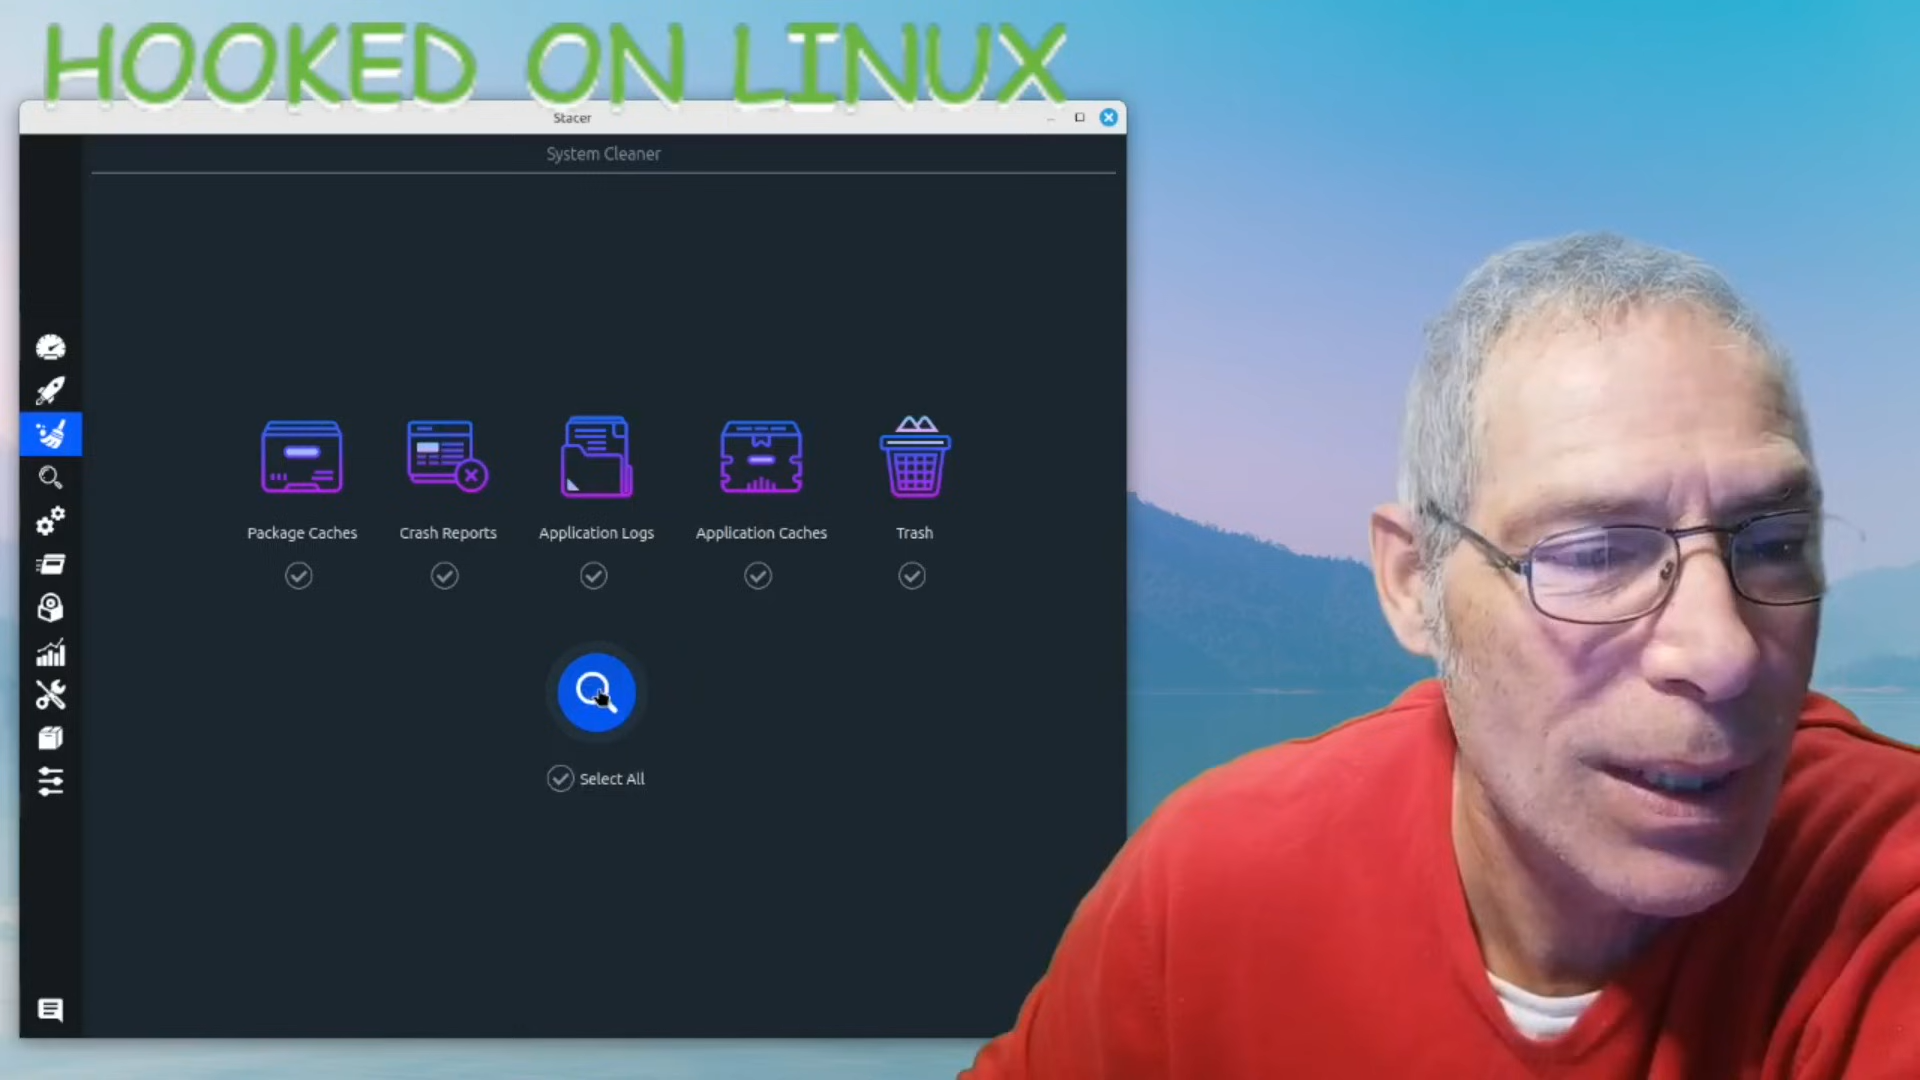 HOOKED ON LINUX
Stacer
System Cleaner
Package Caches
Crash Reports
Application Logs
Application Caches
Trash
Select All